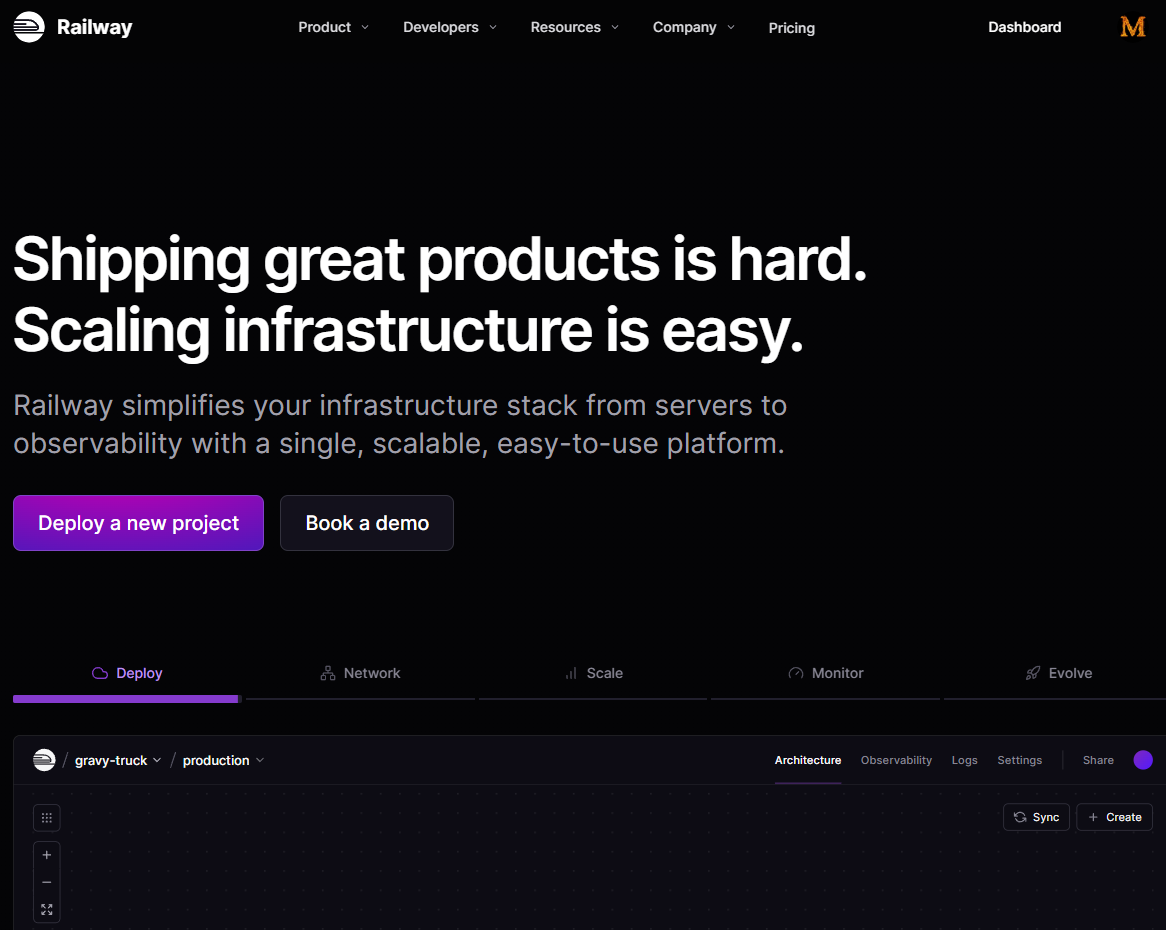 Railway
Product
Developers
Resources
Company
Pricing
Dashboard
M
Shipping great products is hard.
Scaling infrastructure is easy.
Railway simplifies your infrastructure stack from servers to
observability with a single, scalable, easy-to-use platform.
Deploy a new project
Book a demo
Deploy
Network
Scale
Monitor
Evolve
/ gravy-truck / production
Architecture
Observability
Logs
Settings
Share
Sync
+ Create